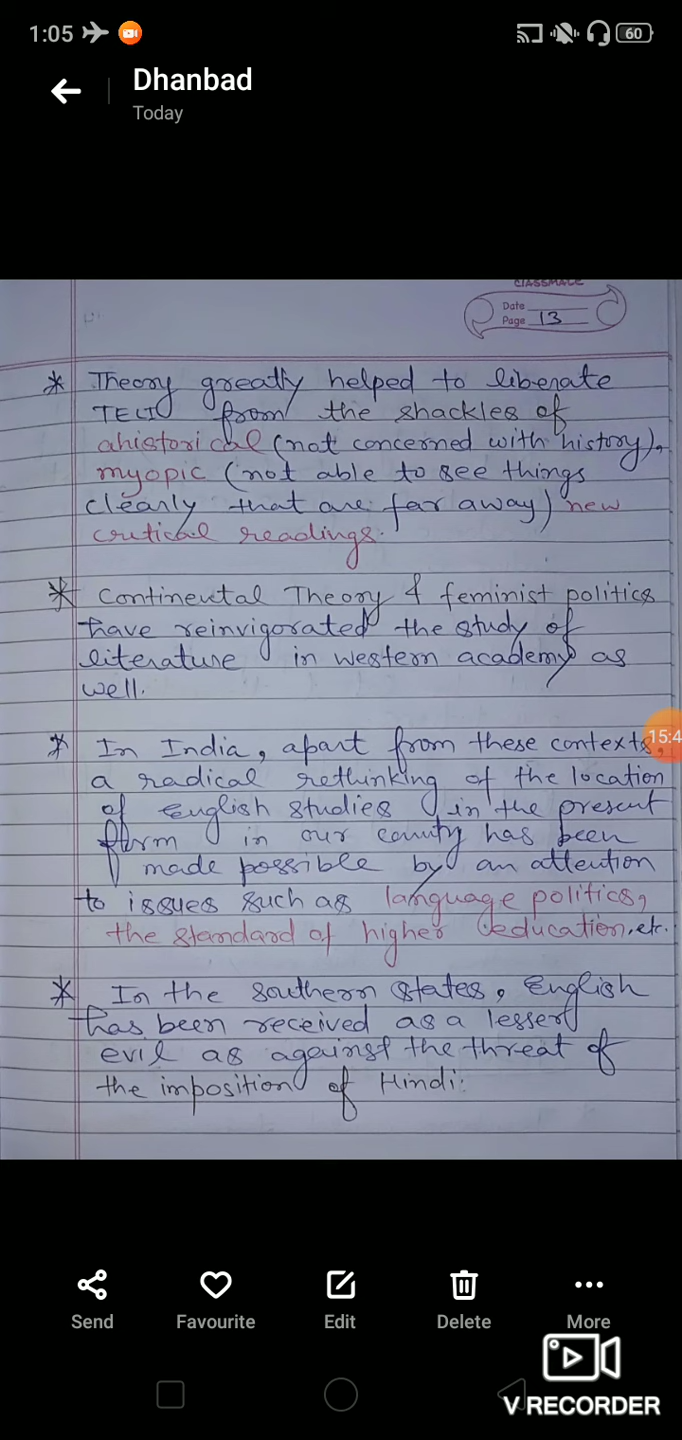 1:05
60
Dhanbad
Today
CLASSMATE
Date
Page 13
* Theory greatly helped to liberate
TELI from the shackles of
ahistorical (not concerned with history),
myopic (not able to see things
clearly that are far away) new
critical readings.
* Continental Theory & feminist politics
have reinvigorated the study of
literature in western academy as
well.
* In India, apart from these contexts,
a radical rethinking of the location
of English studies in the present
form in our county has been
made possible by an attention
to issues such as language politics,
the standard of higher education, etc.
* In the southern states, English
has been received as a lesser
evil as against the threat of
the imposition of Hindi.
15:4
Send Favourite Edit Delete More
V RECORDER